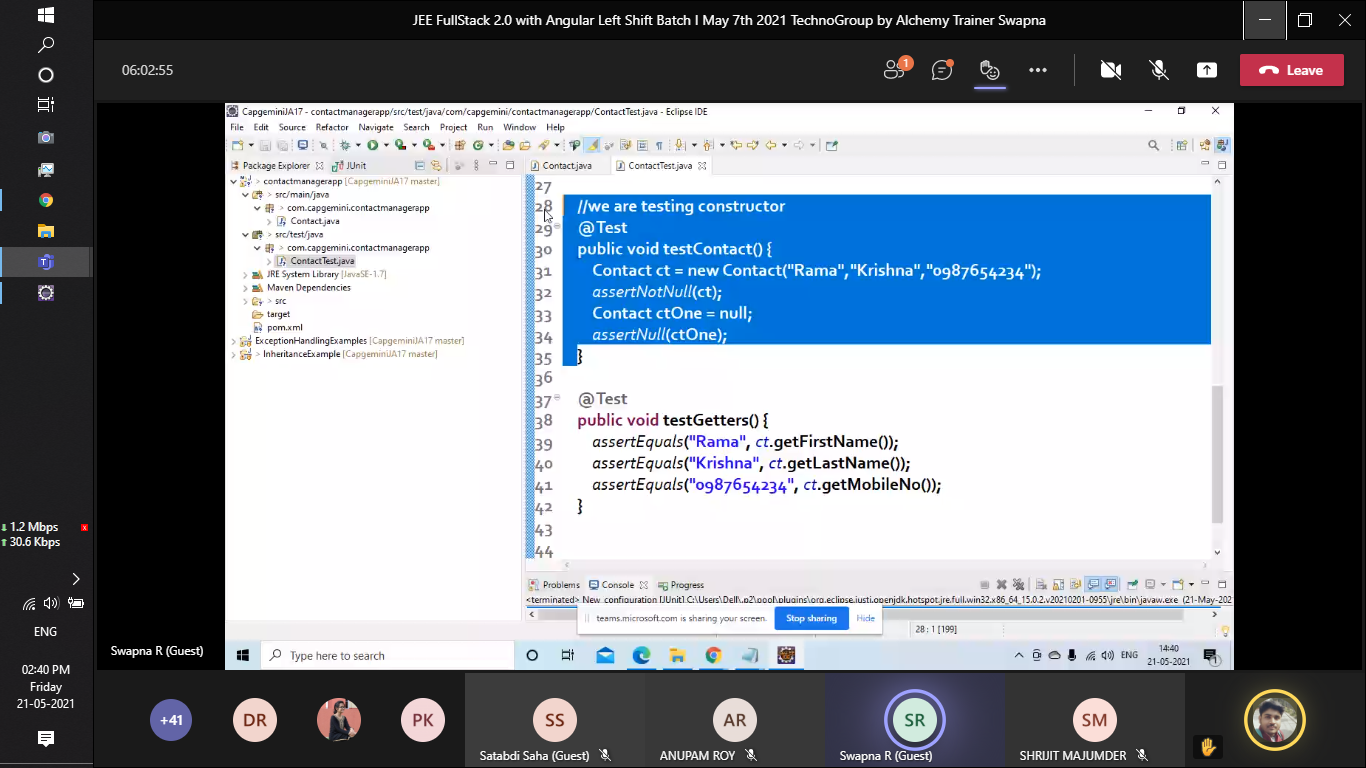 JEE FullStack 2.0 with Angular Left Shift Batch I May 7th 2021 TechnoGroup by Alchemy Trainer Swapna
06:02:55
1
Leave
CapgeminiJA17 - contactmanagerapp/src/test/java/com/capgemini/contactmanagerapp/ContactTest.java - Eclipse IDE
File Edit Source Refactor Navigate Search Project Run Window Help
Package Explorer JUnit
contactmanagerapp [CapgeminiJA17 master]
src/main/java
com.capgemini.contactmanagerapp
Contact.java
src/test/java
com.capgemini.contactmanagerapp
ContactTest.java
JRE System Library [JavaSE-1.7]
Maven Dependencies
src
target
pom.xml
ExceptionHandlingExamples [CapgeminiJA17 master]
InheritanceExample [CapgeminiJA17 master]
Contact.java ContactTest.java
27
28 //we are testing constructor
29 @Test
30 public void testContact() {
31 Contact ct = new Contact("Rama","Krishna","0987654234");
32 assertNotNull(ct);
33 Contact ctOne = null;
34 assertNull(ctOne);
35 }
36
37 @Test
38 public void testGetters() {
39 assertEquals("Rama", ct.getFirstName());
40 assertEquals("Krishna", ct.getLastName());
41 assertEquals("0987654234", ct.getMobileNo());
42 }
43
44
Problems Console Progress
<terminated> New_configuration [JUnit] C:\Users\Dell\.p2\pool\plugins\org.eclipse.justj.openjdk.hotspot.jre.full.win32.x86_64_15.0.2.v20210201-0955\jre\bin\javaw.exe (21-May-202
teams.microsoft.com is sharing your screen. Stop sharing Hide
28 : 1 [199]
Type here to search
ENG
14:40
21-05-2021
1
Swapna R (Guest)
1.2 Mbps
30.6 Kbps
x
ENG
02:40 PM
Friday
21-05-2021
+41
DR
PK
SS
Satabdi Saha (Guest)
AR
ANUPAM ROY
SR
Swapna R (Guest)
SM
SHRIJIT MAJUMDER